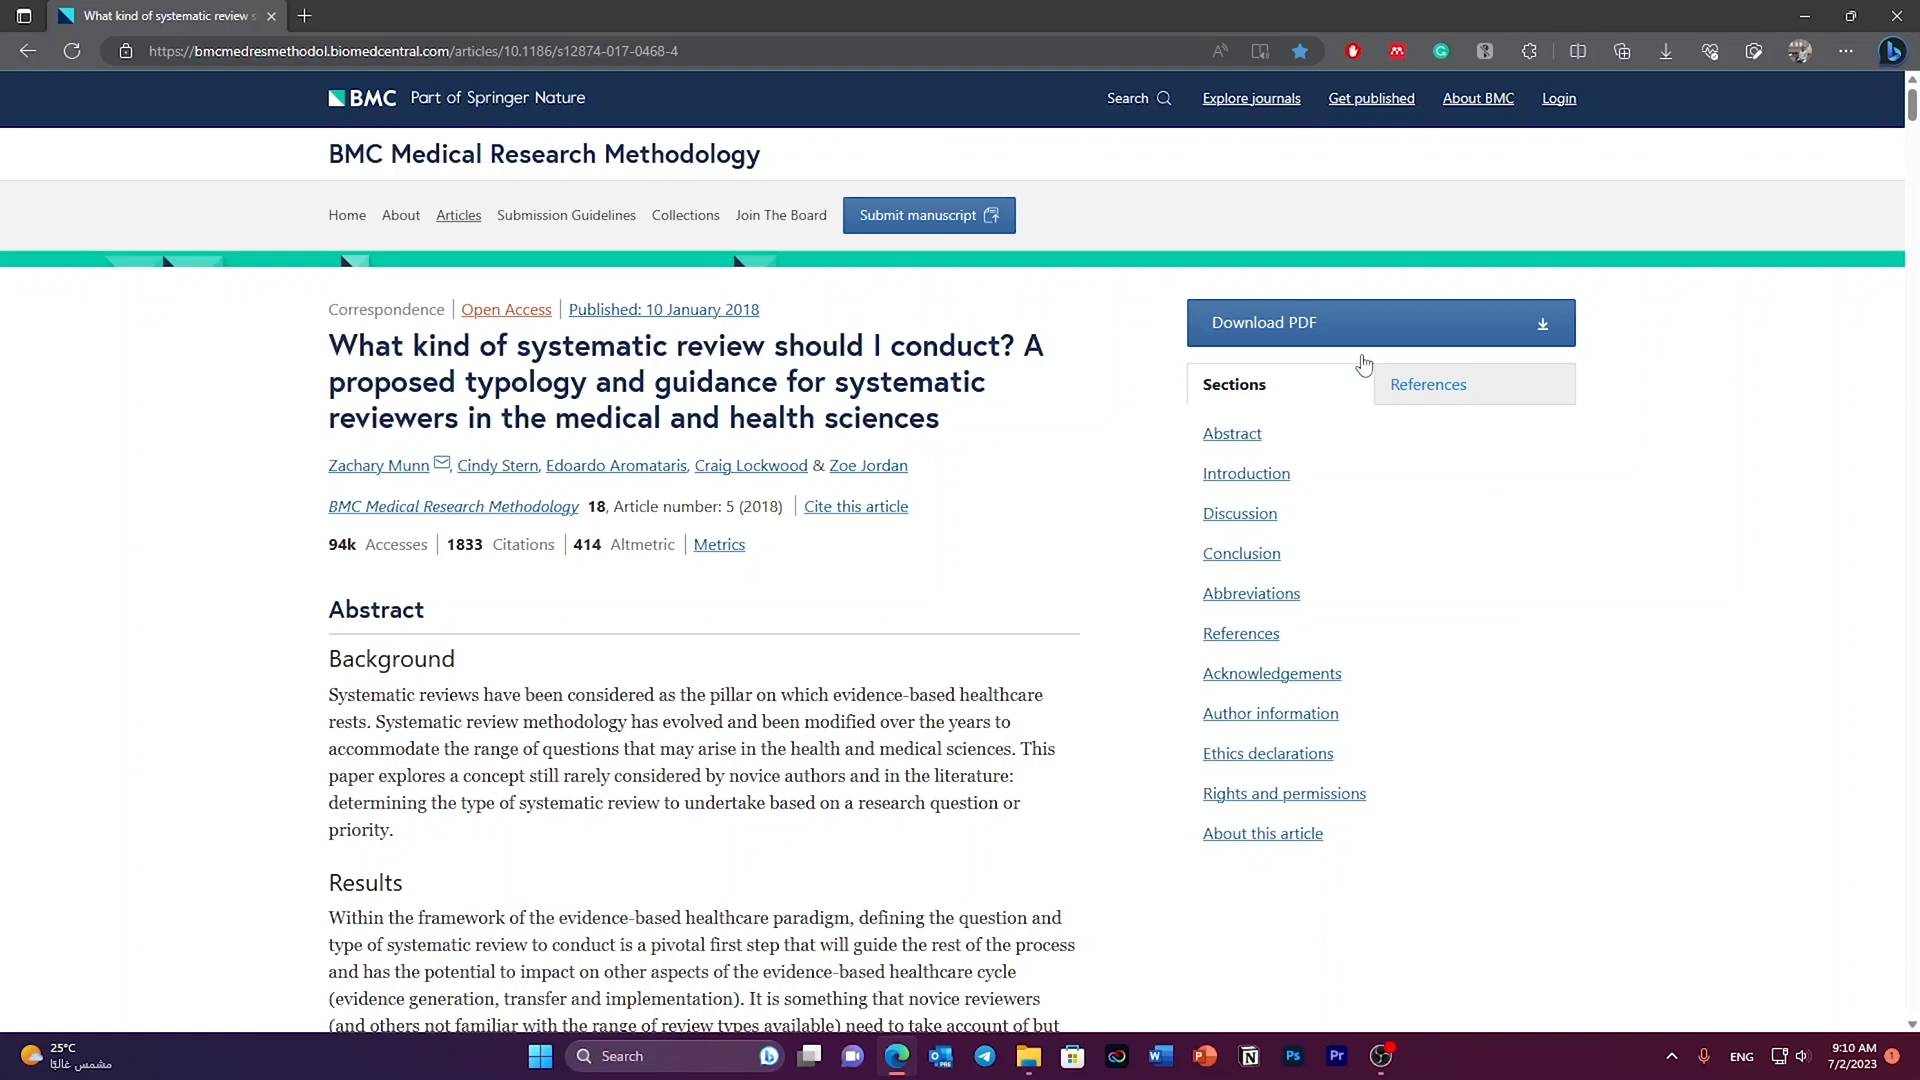 What kind of systematic review s
https://bmcmedresmethodol.biomedcentral.com/articles/10.1186/s12874-017-0468-4
BMC Part of Springer Nature
Search
Explore journals
Get published
About BMC
Login
BMC Medical Research Methodology
Home About Articles Submission Guidelines Collections Join The Board Submit manuscript
Correspondence Open Access Published: 10 January 2018
What kind of systematic review should I conduct? A
proposed typology and guidance for systematic
reviewers in the medical and health sciences
Zachary Munn, Cindy Stern, Edoardo Aromataris, Craig Lockwood & Zoe Jordan
BMC Medical Research Methodology 18, Article number: 5 (2018) Cite this article
94k Accesses 1833 Citations 414 Altmetric Metrics
Abstract
Background
Systematic reviews have been considered as the pillar on which evidence-based healthcare
rests. Systematic review methodology has evolved and been modified over the years to
accommodate the range of questions that may arise in the health and medical sciences. This
paper explores a concept still rarely considered by novice authors and in the literature:
determining the type of systematic review to undertake based on a research question or
priority.
Results
Within the framework of the evidence-based healthcare paradigm, defining the question and
type of systematic review to conduct is a pivotal first step that will guide the rest of the process
and has the potential to impact on other aspects of the evidence-based healthcare cycle
(evidence generation, transfer and implementation). It is something that novice reviewers
(and others not familiar with the range of review types available) need to take account of but
Download PDF
Sections
References
Abstract
Introduction
Discussion
Conclusion
Abbreviations
References
Acknowledgements
Author information
Ethics declarations
Rights and permissions
About this article
25°C
مشمس غالبًا
Search
PRE
Ps
Pr
ENG
9:10 AM
7/2/2023
1